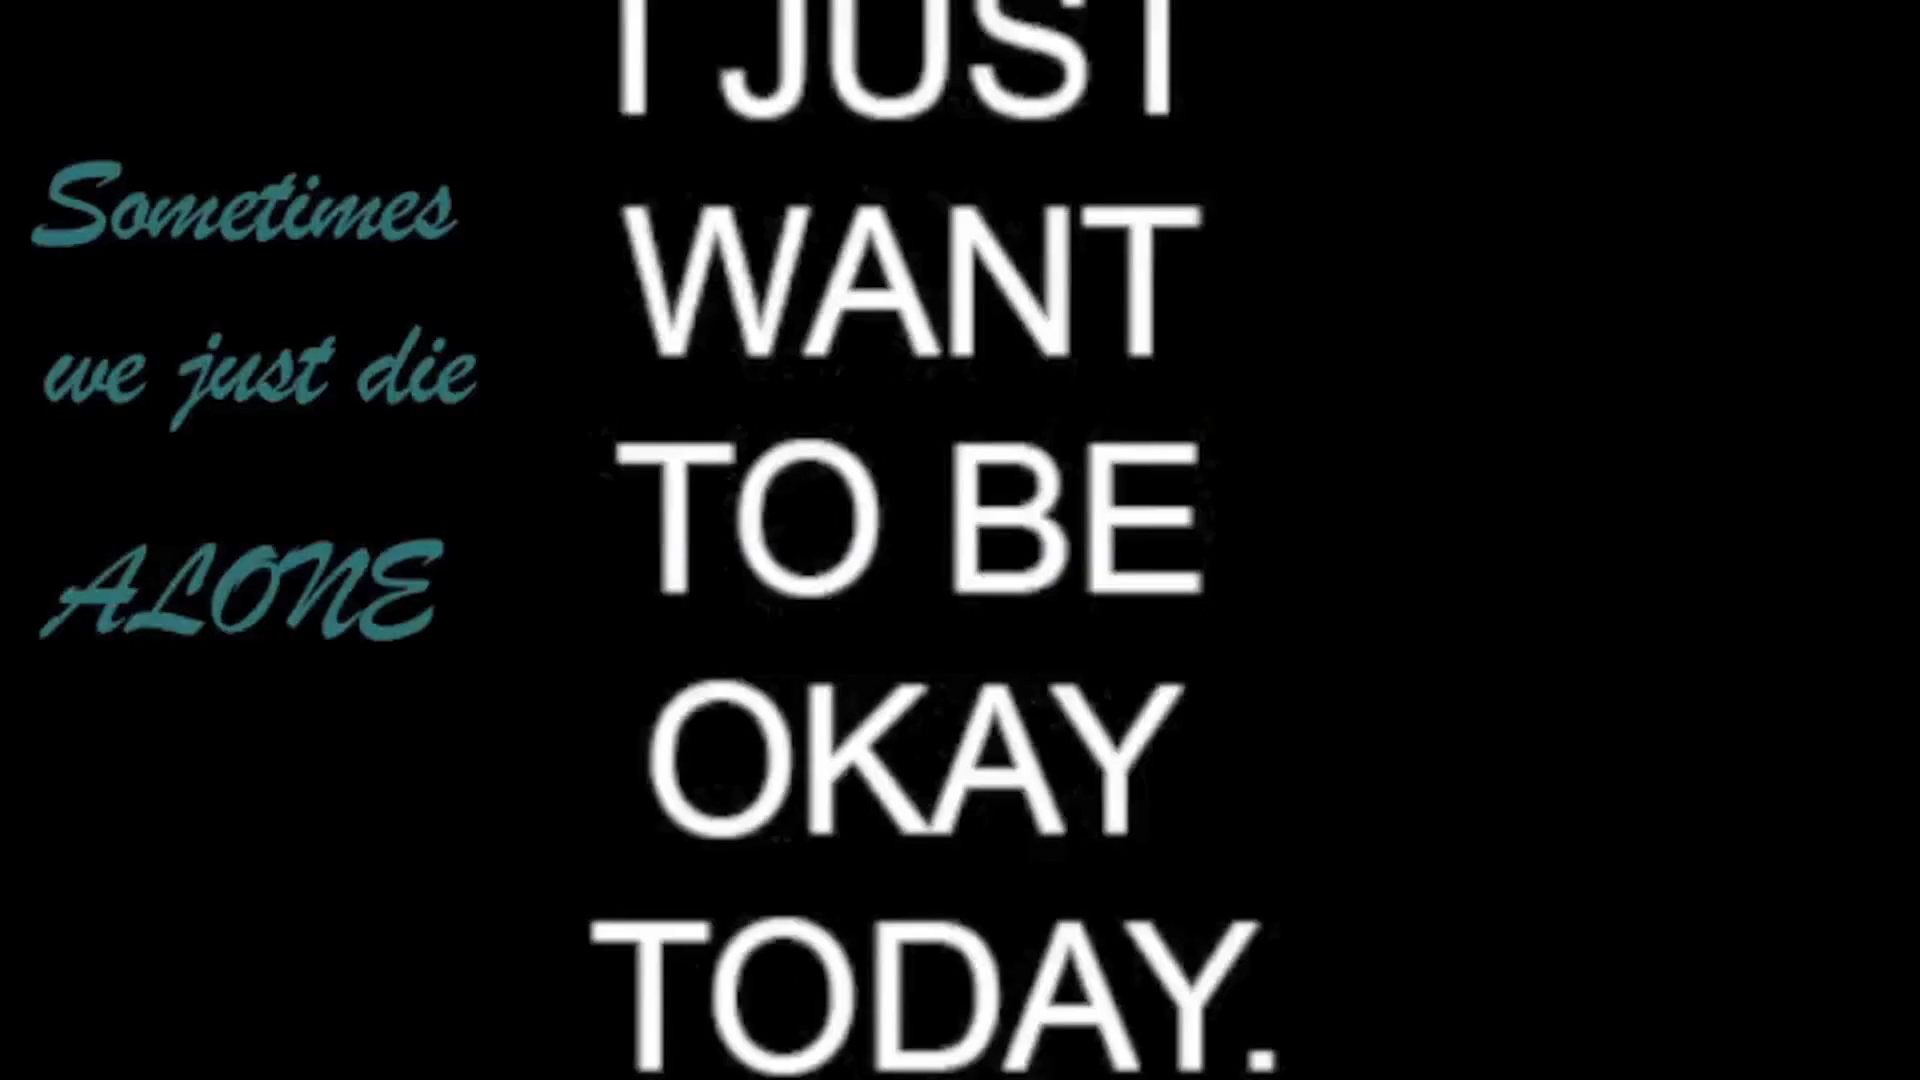 Sometimes
we just die
ALONE
I JUST
WANT
TO BE
OKAY
TODAY.